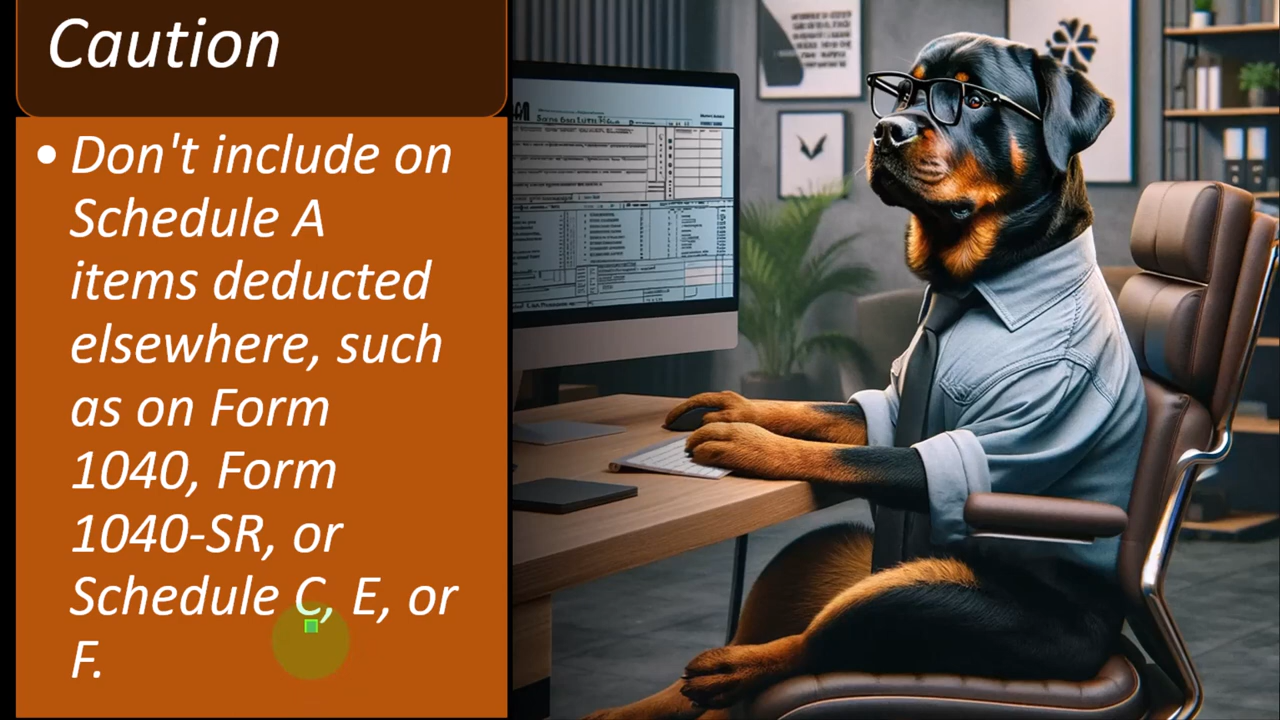 Caution
• Don't include on
Schedule A
items deducted
elsewhere, such
as on Form
1040, Form
1040-SR, or
Schedule C, E, or
F.